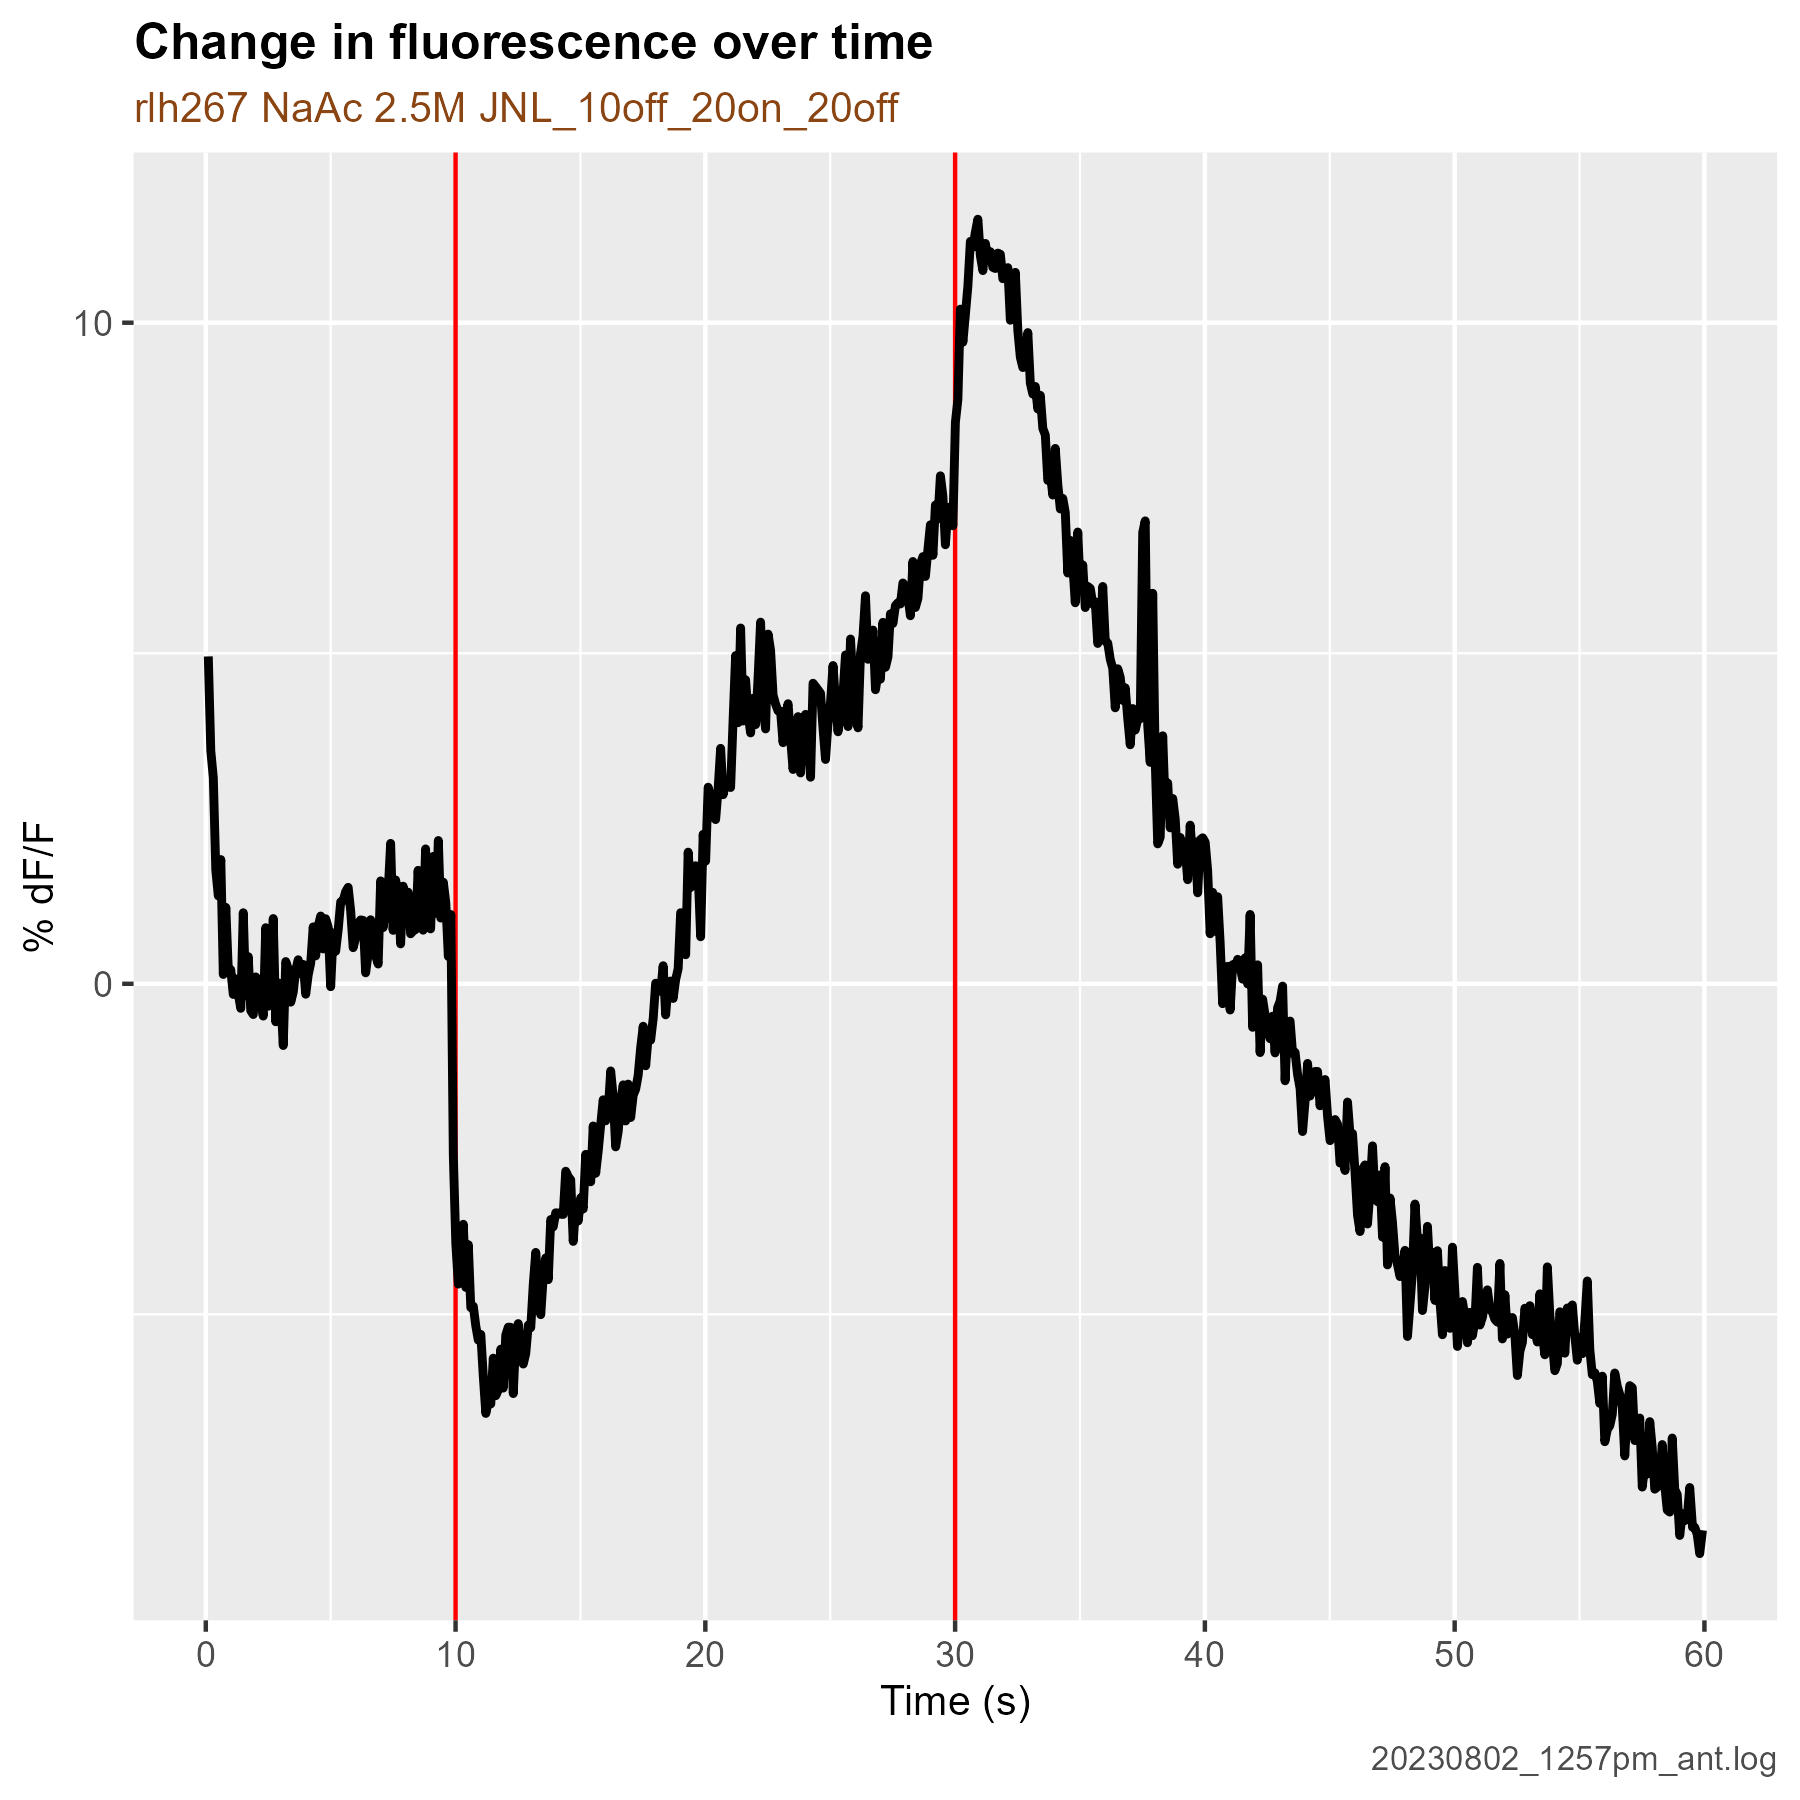 Change in fluorescence over time
rlh267 NaAc 2.5M JNL_10off_20on_20off
10
0
% dF/F
0 10 20 30 40 50 60
Time (s)
20230802_1257pm_ant.log